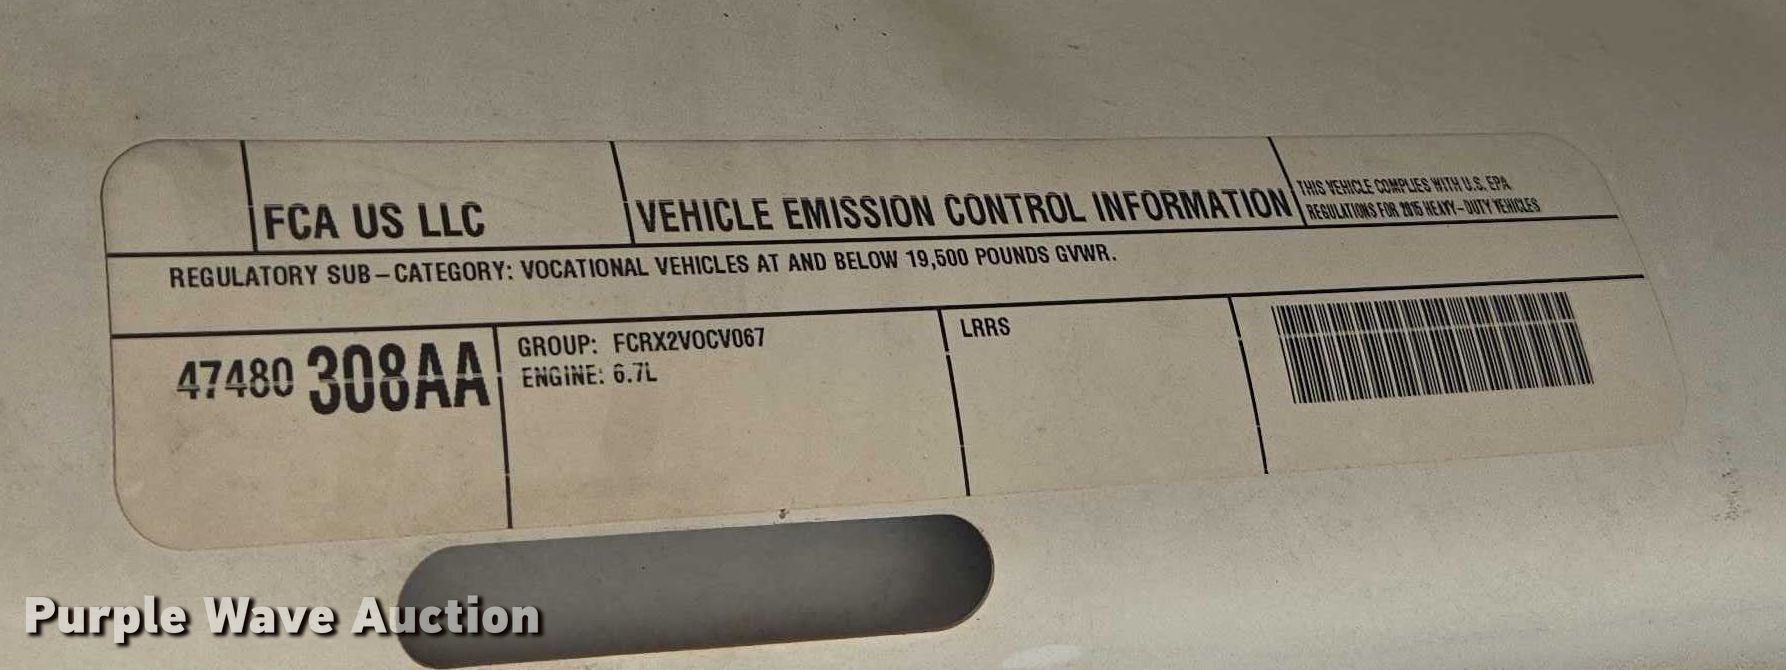 FCA US LLC
VEHICLE EMISSION CONTROL INFORMATION
THIS VEHICLE COMPLIES WITH U.S. EPA
REGULATIONS FOR 2015 HEAVY-DUTY VEHICLES
REGULATORY SUB-CATEGORY: VOCATIONAL VEHICLES AT AND BELOW 19,500 POUNDS GVWR.
47480 308AA
GROUP: FCRX2VOCV067
ENGINE: 6.7L
LRRS
Purple Wave Auction